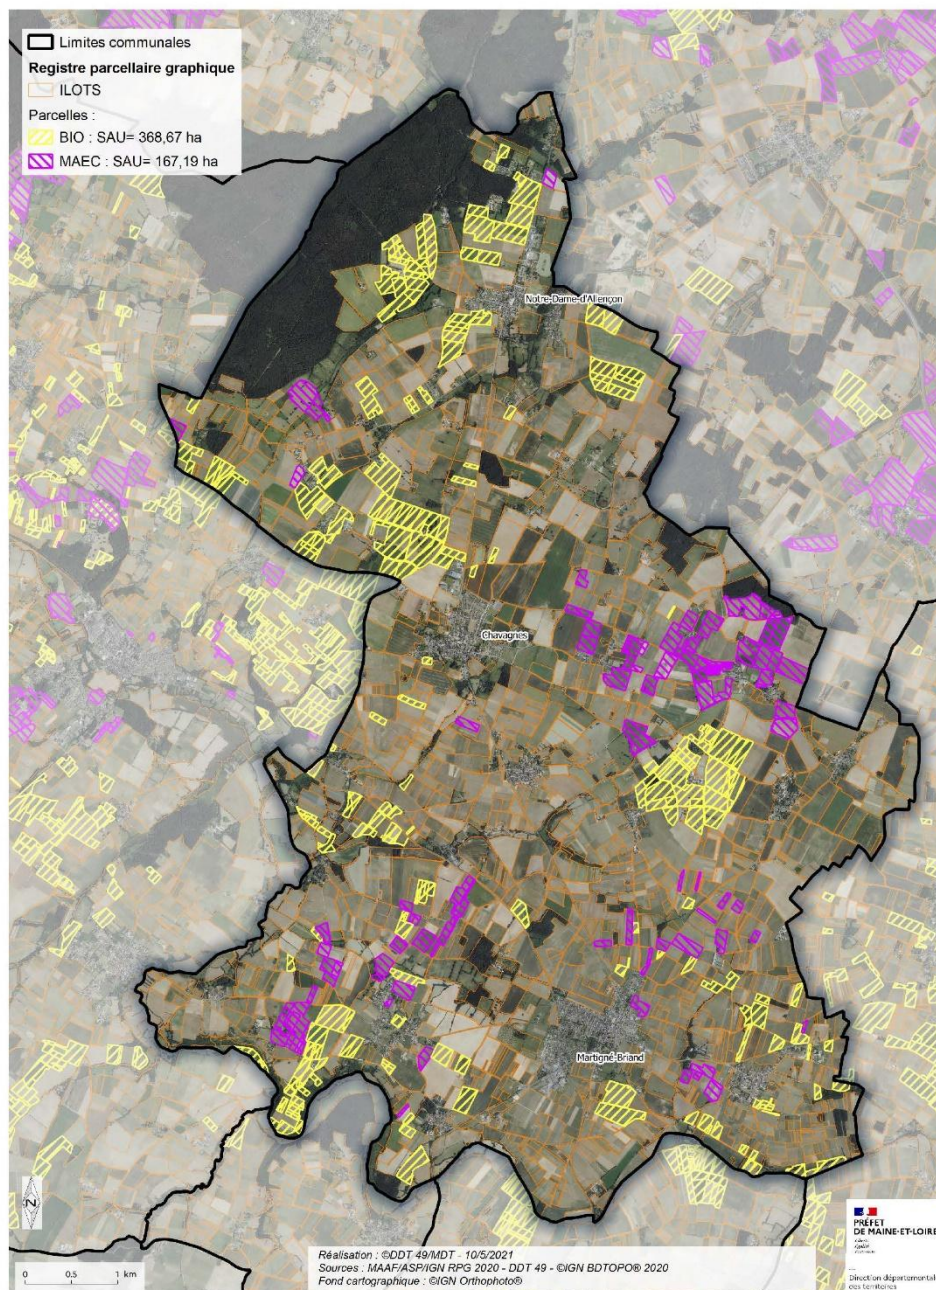 Limites communales
Registre parcellaire graphique
ILOTS
Parcelles :
BIO : SAU= 368,67 ha
MAEC : SAU= 167,19 ha
Notre-Dame-d'Allençon
Chavagnes
Martigné-Briand
N
0 0,5 1 km
Réalisation : ©DDT 49/MDT - 10/5/2021
Sources : MAAF/ASP/IGN RPG 2020 - DDT 49 - ©IGN BDTOPO® 2020
Fond cartographique : ©IGN Orthophoto®
PRÉFET
DE MAINE-ET-LOIRE
Liberté
Égalité
Fraternité
Direction départementale
des territoires